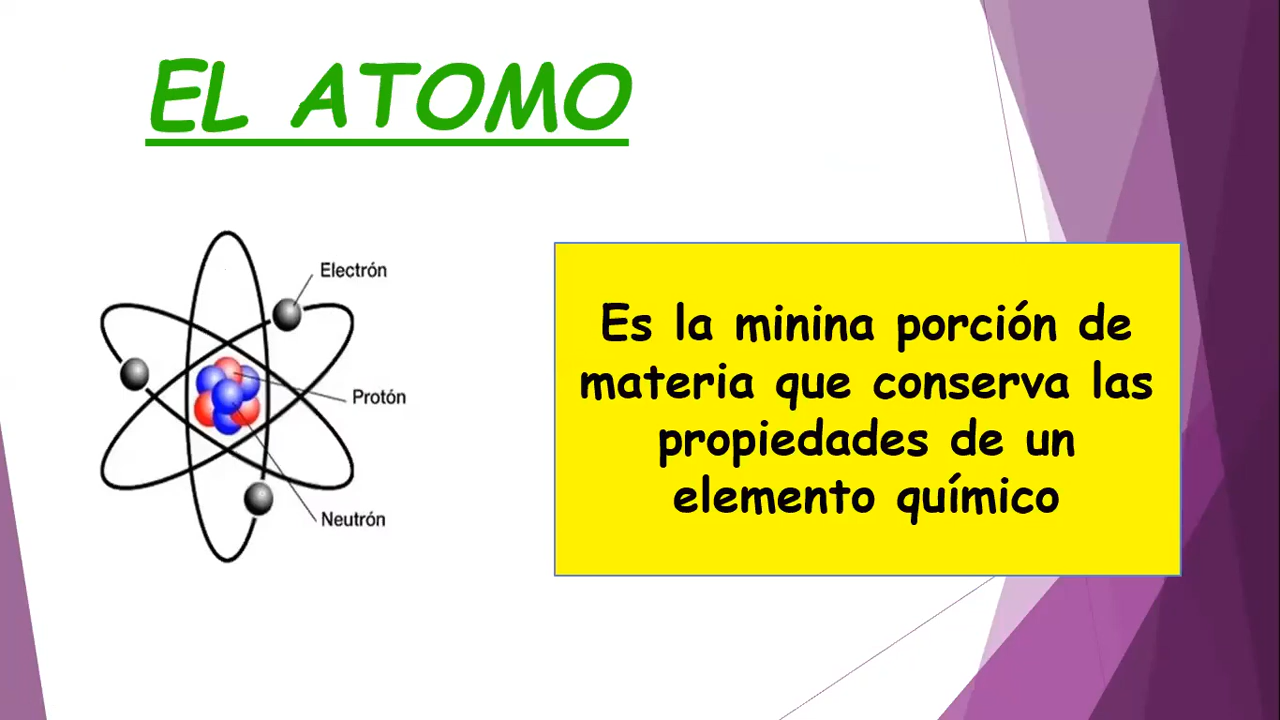 EL ATOMO
Electrón
Protón
Neutrón
Es la minina porción de
materia que conserva las
propiedades de un
elemento químico